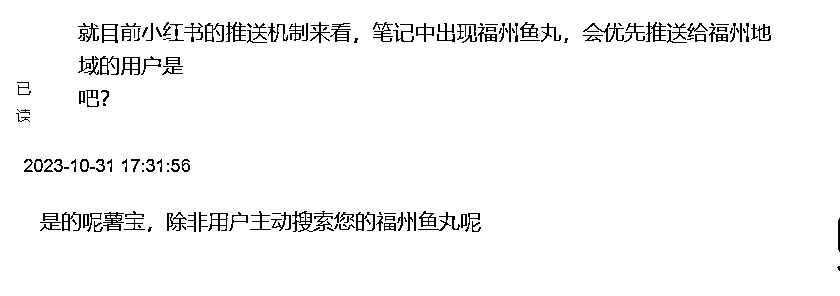 就目前小红书的推送机制来看，笔记中出现福州鱼丸，会优先推送给福州地
域的用户是
吧？
已
读
2023-10-31 17:31:56
是的呢薯宝，除非用户主动搜索您的福州鱼丸呢